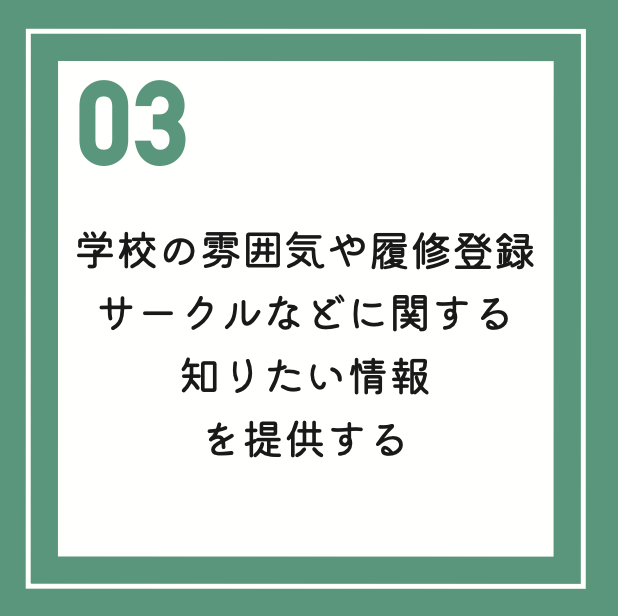 03
学校の雰囲気や履修登録
サークルなどに関する
知りたい情報
を提供する